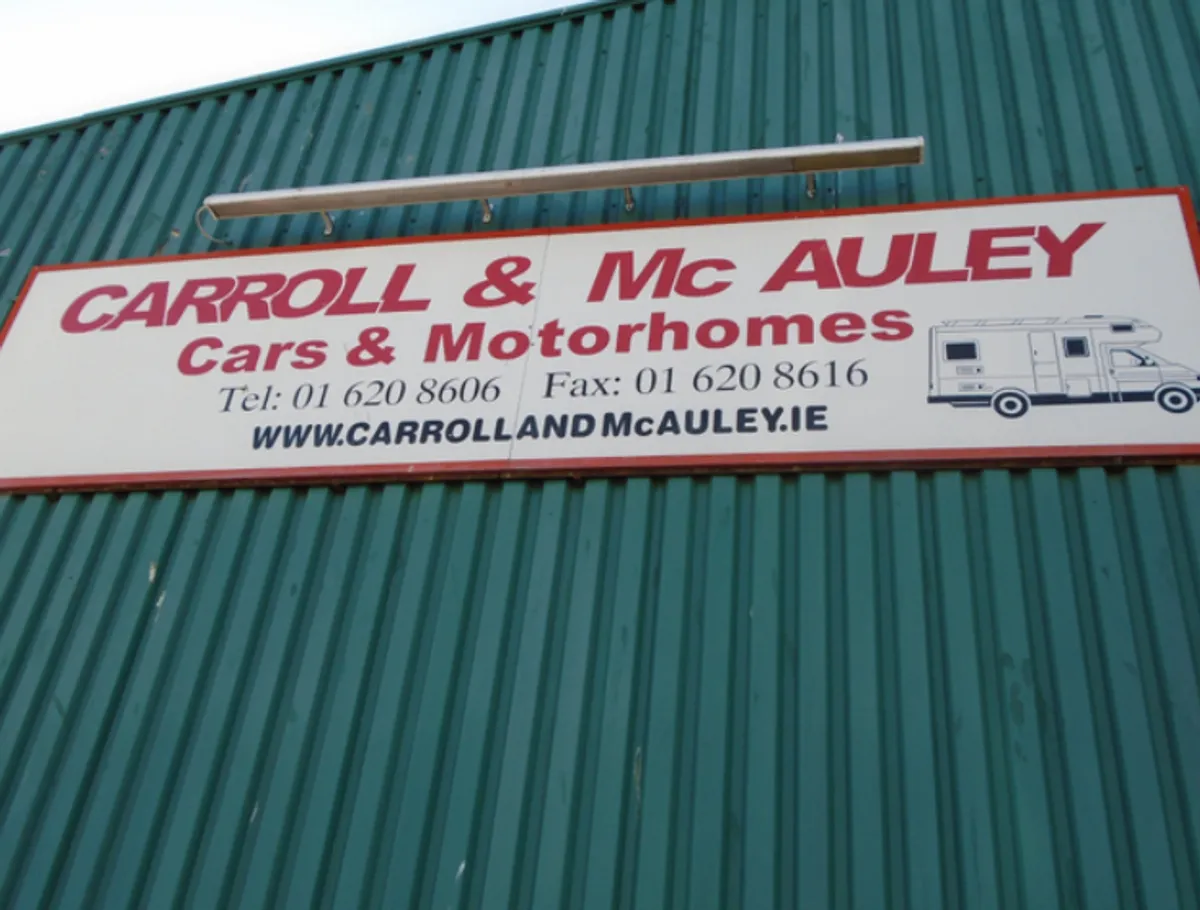 CARROLL & Mc AULEY
Cars & Motorhomes
Tel: 01 620 8606 Fax: 01 620 8616
WWW.CARROLLANDMcAULEY.IE